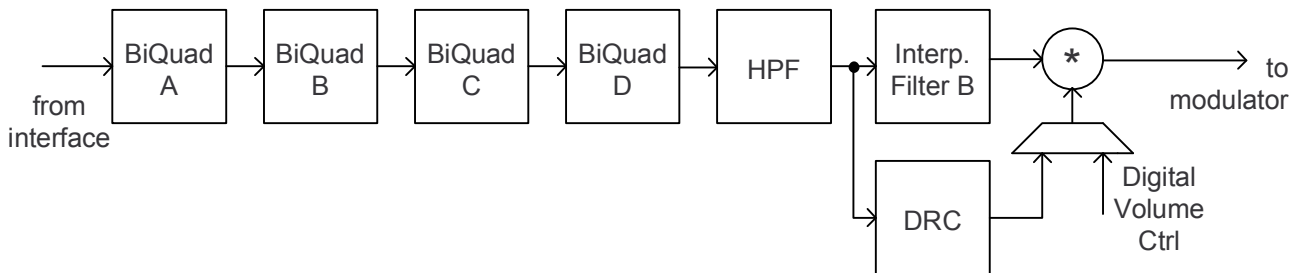 from
interface
BiQuad
A
BiQuad
B
BiQuad
C
BiQuad
D
HPF
Interp.
Filter B
*
to
modulator
DRC
Digital
Volume
Ctrl